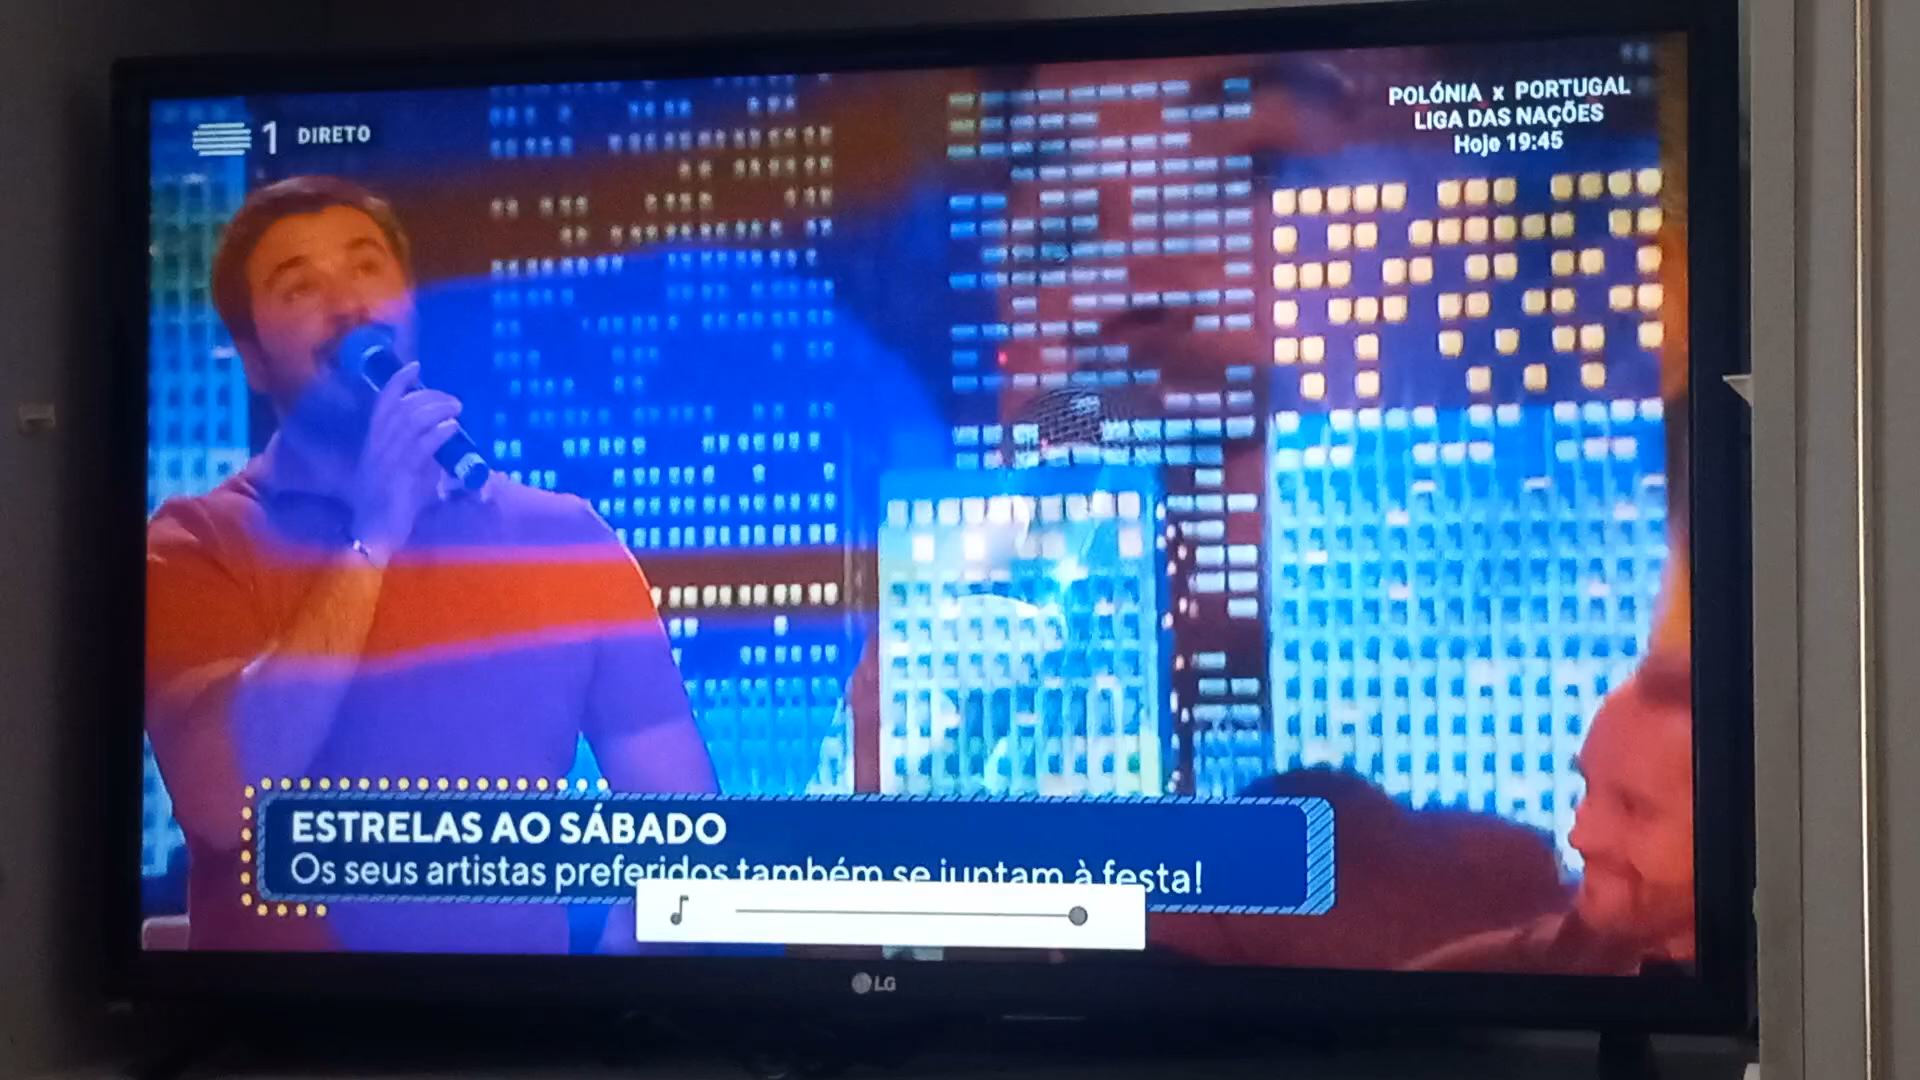 1 DIRETO
POLÓNIA x PORTUGAL
LIGA DAS NAÇÕES
Hoje 19:45
ESTRELAS AO SÁBADO
Os seus artistas preferidos também se juntam à festa!
LG